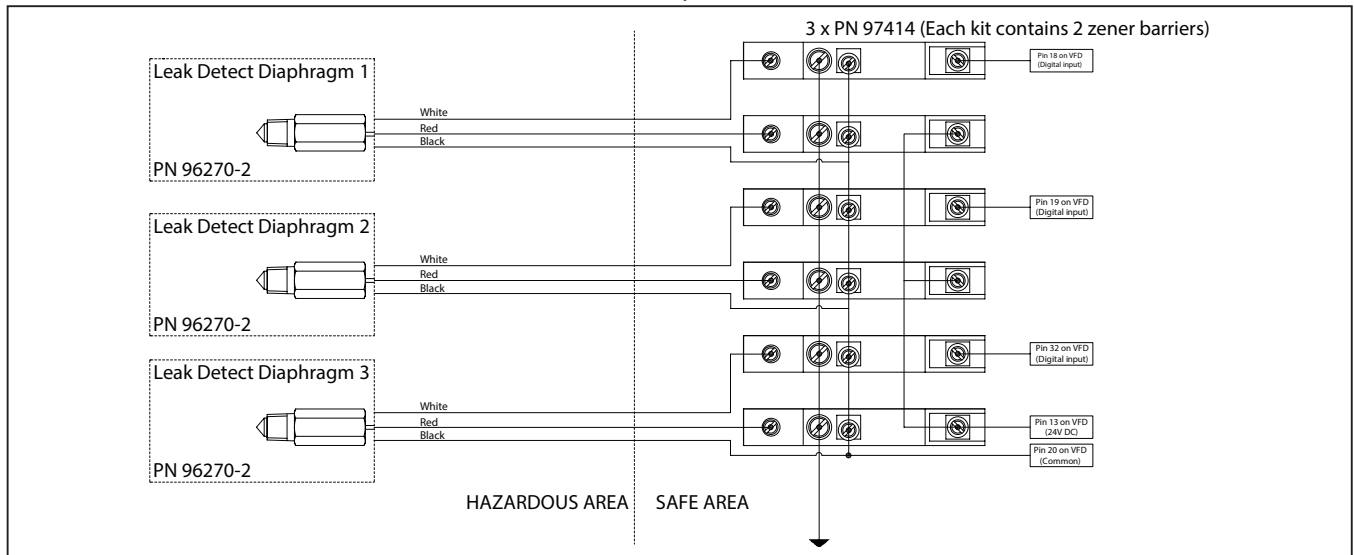 3 x PN 97414 (Each kit contains 2 zener barriers)
Leak Detect Diaphragm 1
White
Red
Black
PN 96270-2
Pin 18 on VFD
(Digital input)
Leak Detect Diaphragm 2
White
Red
Black
PN 96270-2
Pin 19 on VFD
(Digital input)
Leak Detect Diaphragm 3
White
Red
Black
PN 96270-2
Pin 32 on VFD
(Digital input)
Pin 13 on VFD
(24V DC)
Pin 20 on VFD
(Common)
HAZARDOUS AREA
SAFE AREA